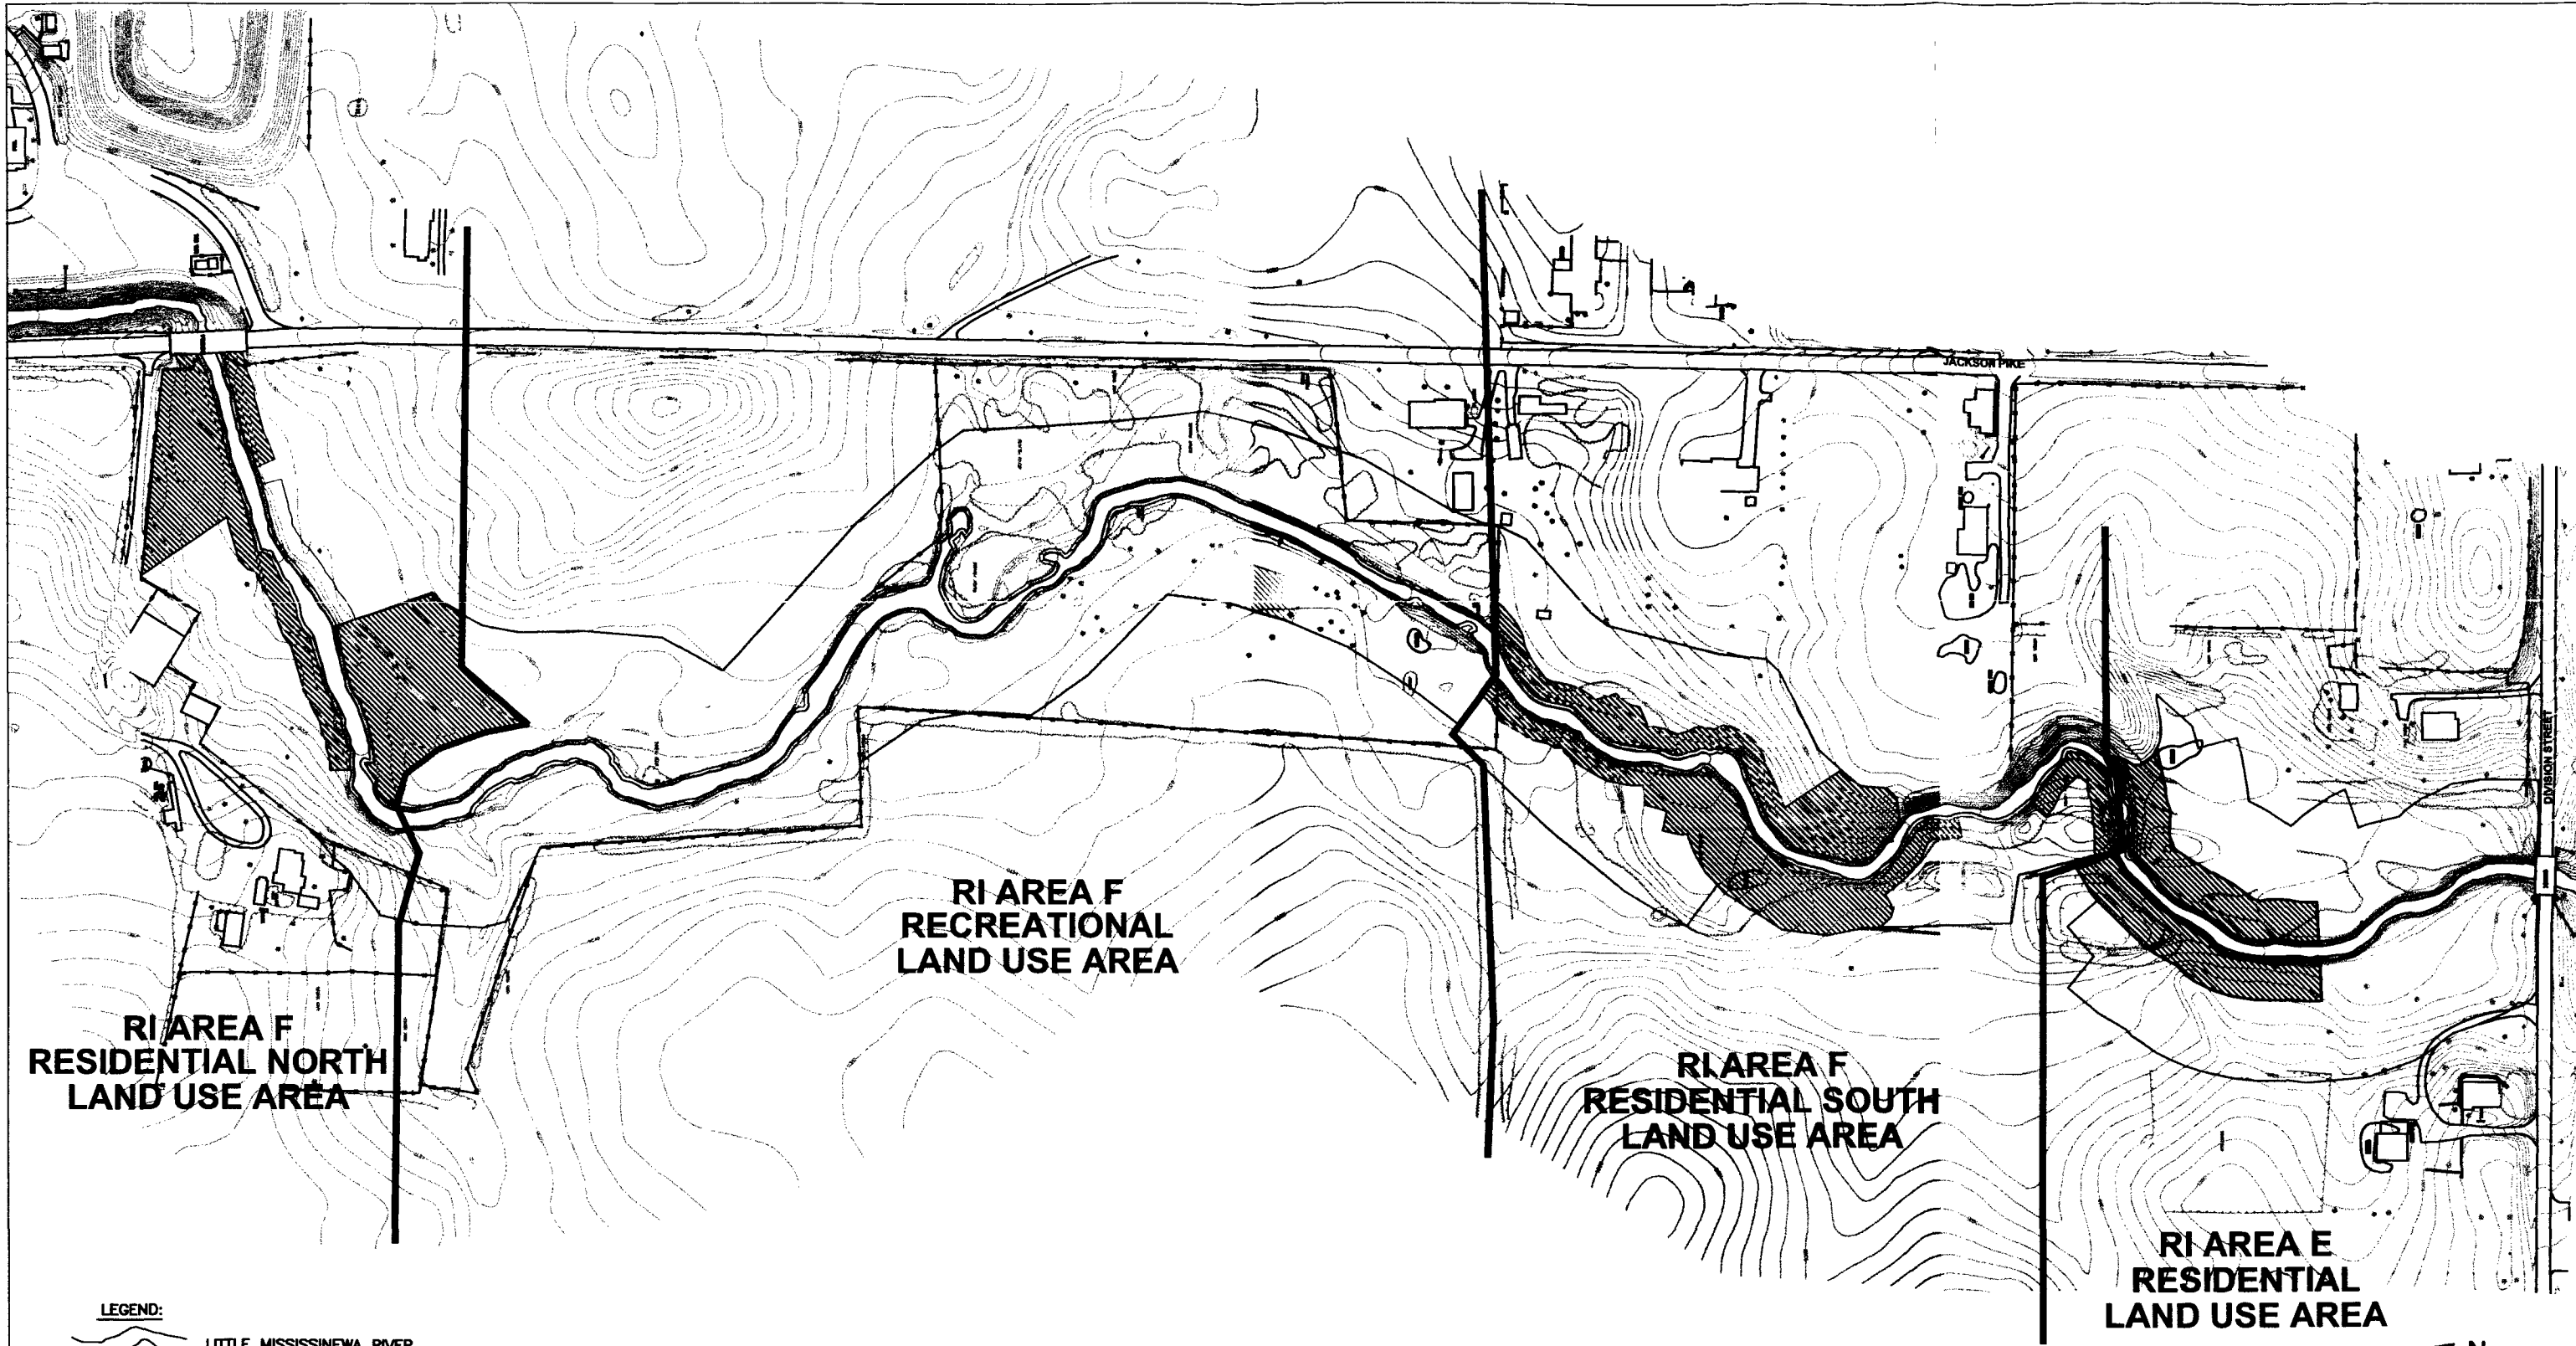 JACKSON PIKE
DIVISION STREET
RI AREA F
RECREATIONAL
LAND USE AREA
RI AREA F
RESIDENTIAL NORTH
LAND USE AREA
RI AREA F
RESIDENTIAL SOUTH
LAND USE AREA
RI AREA E
RESIDENTIAL
LAND USE AREA
LEGEND:
LITTLE MISSISSINEWA RIVER
N